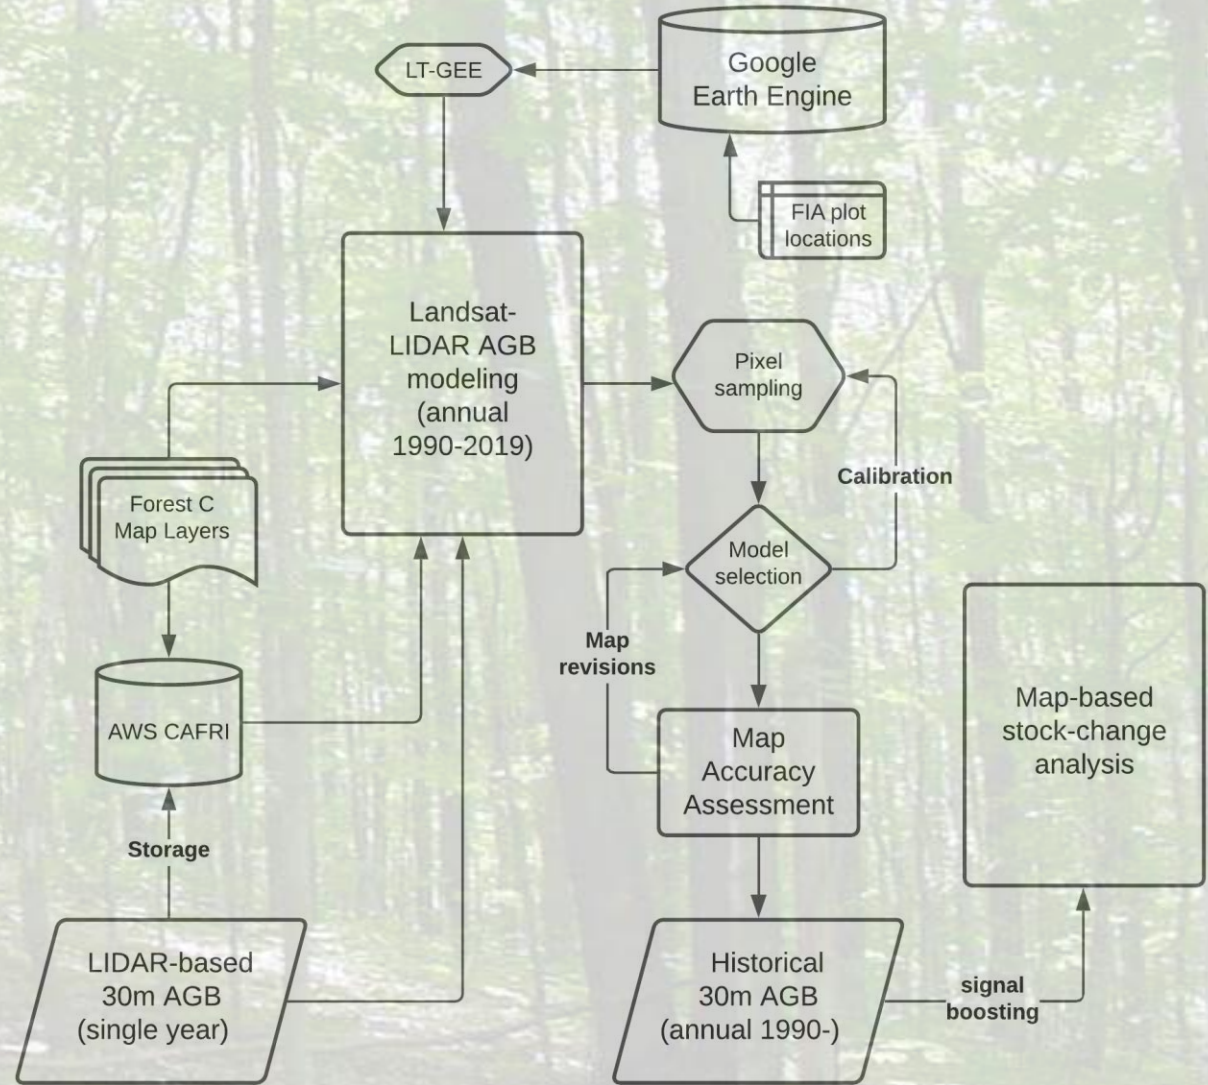 LT-GEE
Google
Earth Engine
FIA plot
locations
Landsat-
LIDAR AGB
modeling
(annual
1990-2019)
Pixel
sampling
Calibration
Forest C
Map Layers
Model
selection
Map
revisions
AWS CAFRI
Map
Accuracy
Assessment
Map-based
stock-change
analysis
Storage
LIDAR-based
30m AGB
(single year)
Historical
30m AGB
(annual 1990-)
signal
boosting